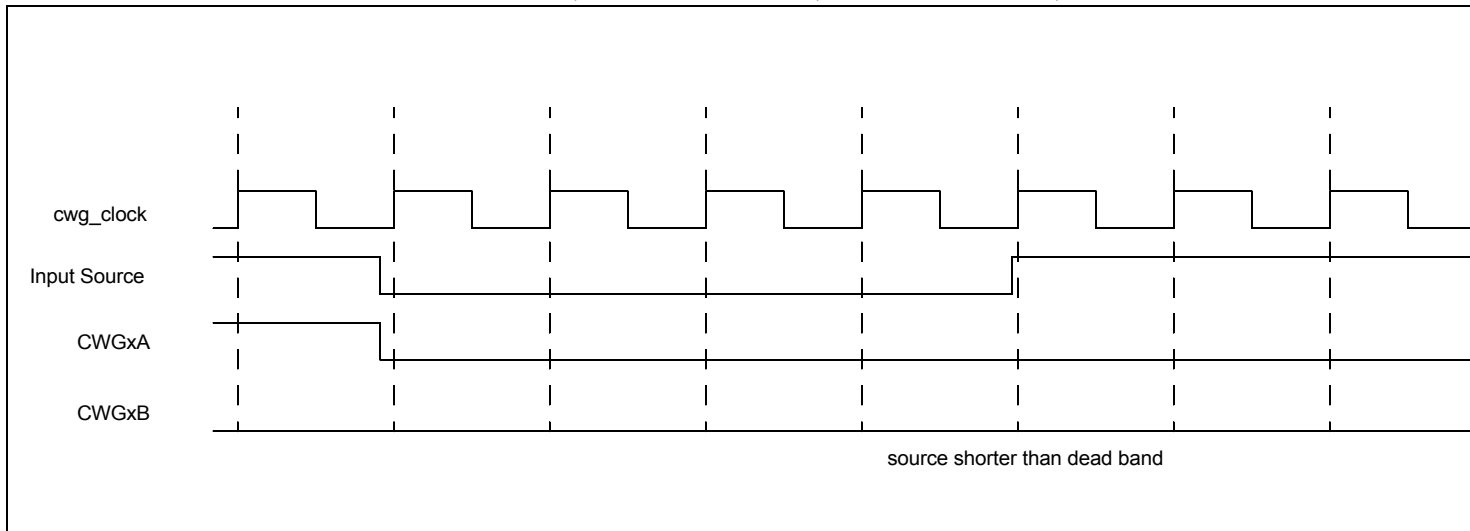 cwg_clock
Input Source
CWGxA
CWGxB
source shorter than dead band